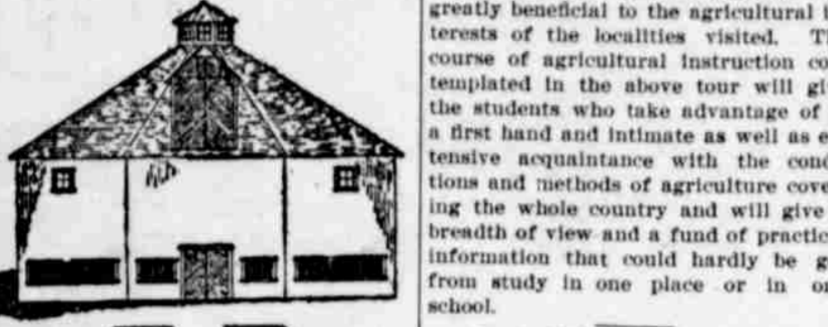 greatly beneficial to the agricultural i
terests of the localities visited. Th
course of agricultural instruction co
templated in the above tour will gi
the students who take advantage of
a first hand and intimate as well as e
tensive acquaintance with the cond
tions and methods of agriculture cove
ing the whole country and will give
breadth of view and a fund of practic
information that could hardly be g
from study in one place or in o
school.